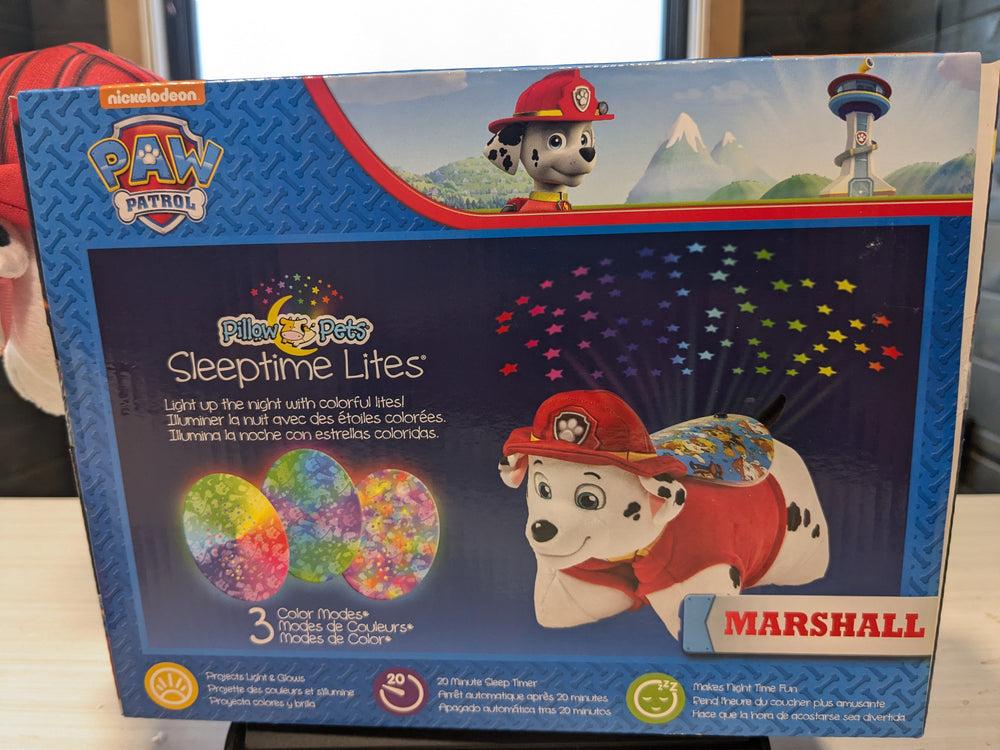 nickelodeon
PAW
PATROL
Pillow Pets
Sleeptime Lites®
Light up the night with colorful lites!
Illuminer la nuit avec des étoiles colorées.
Illumina la noche con estrellas coloridas.
3 Color Modes*
Modes de Couleurs*
Modes de Color*
MARSHALL
Projects Light & Glows
Projette des couleurs et s'illumine
Proyecta colores y brilla
20
20 Minute Sleep Timer
Arrêt automatique après 20 minutes
Apagado automático tras 20 minutos
zzZ
Makes Night Time Fun
Rend l'heure du coucher plus amusante
Hace que la hora de acostarse sea divertida